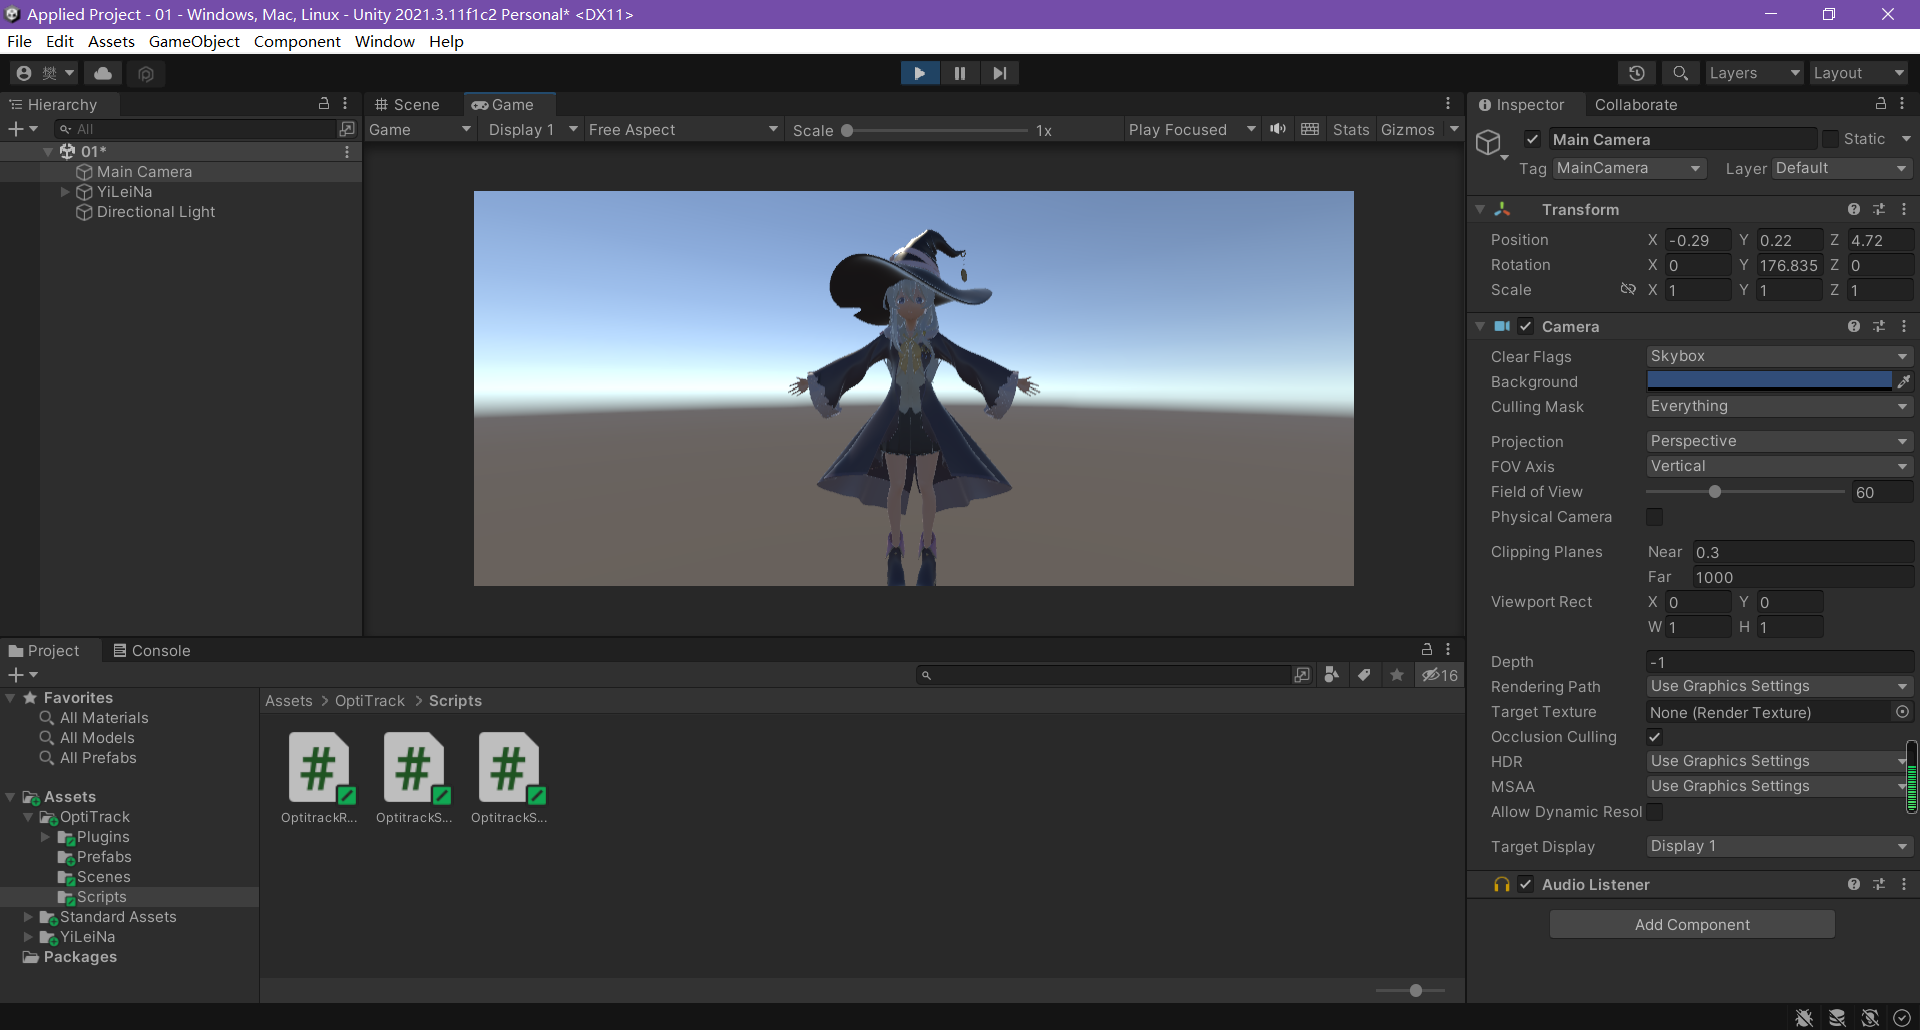 Applied Project - 01 - Windows, Mac, Linux - Unity 2021.3.11f1c2 Personal* <DX11>
File Edit Assets GameObject Component Window Help
樊 Layers Layout
Hierarchy
All
01*
Main Camera
YiLeiNa
Directional Light
Scene Game
Game Display 1 Free Aspect Scale 1x Play Focused Stats Gizmos
Inspector Collaborate
Main Camera Static
Tag MainCamera Layer Default
Transform
Position X -0.29 Y 0.22 Z 4.72
Rotation X 0 Y 176.835 Z 0
Scale X 1 Y 1 Z 1
Camera
Clear Flags Skybox
Background
Culling Mask Everything
Projection Perspective
FOV Axis Vertical
Field of View 60
Physical Camera
Clipping Planes Near 0.3
Far 1000
Viewport Rect X 0 Y 0
W 1 H 1
Depth -1
Rendering Path Use Graphics Settings
Target Texture None (Render Texture)
Occlusion Culling
HDR Use Graphics Settings
MSAA Use Graphics Settings
Allow Dynamic Resol
Target Display Display 1
Audio Listener
Add Component
Project Console
16
Favorites
All Materials
All Models
All Prefabs
Assets
OptiTrack
Plugins
Prefabs
Scenes
Scripts
Standard Assets
YiLeiNa
Packages
Assets > OptiTrack > Scripts
OptitrackR... OptitrackS... OptitrackS...